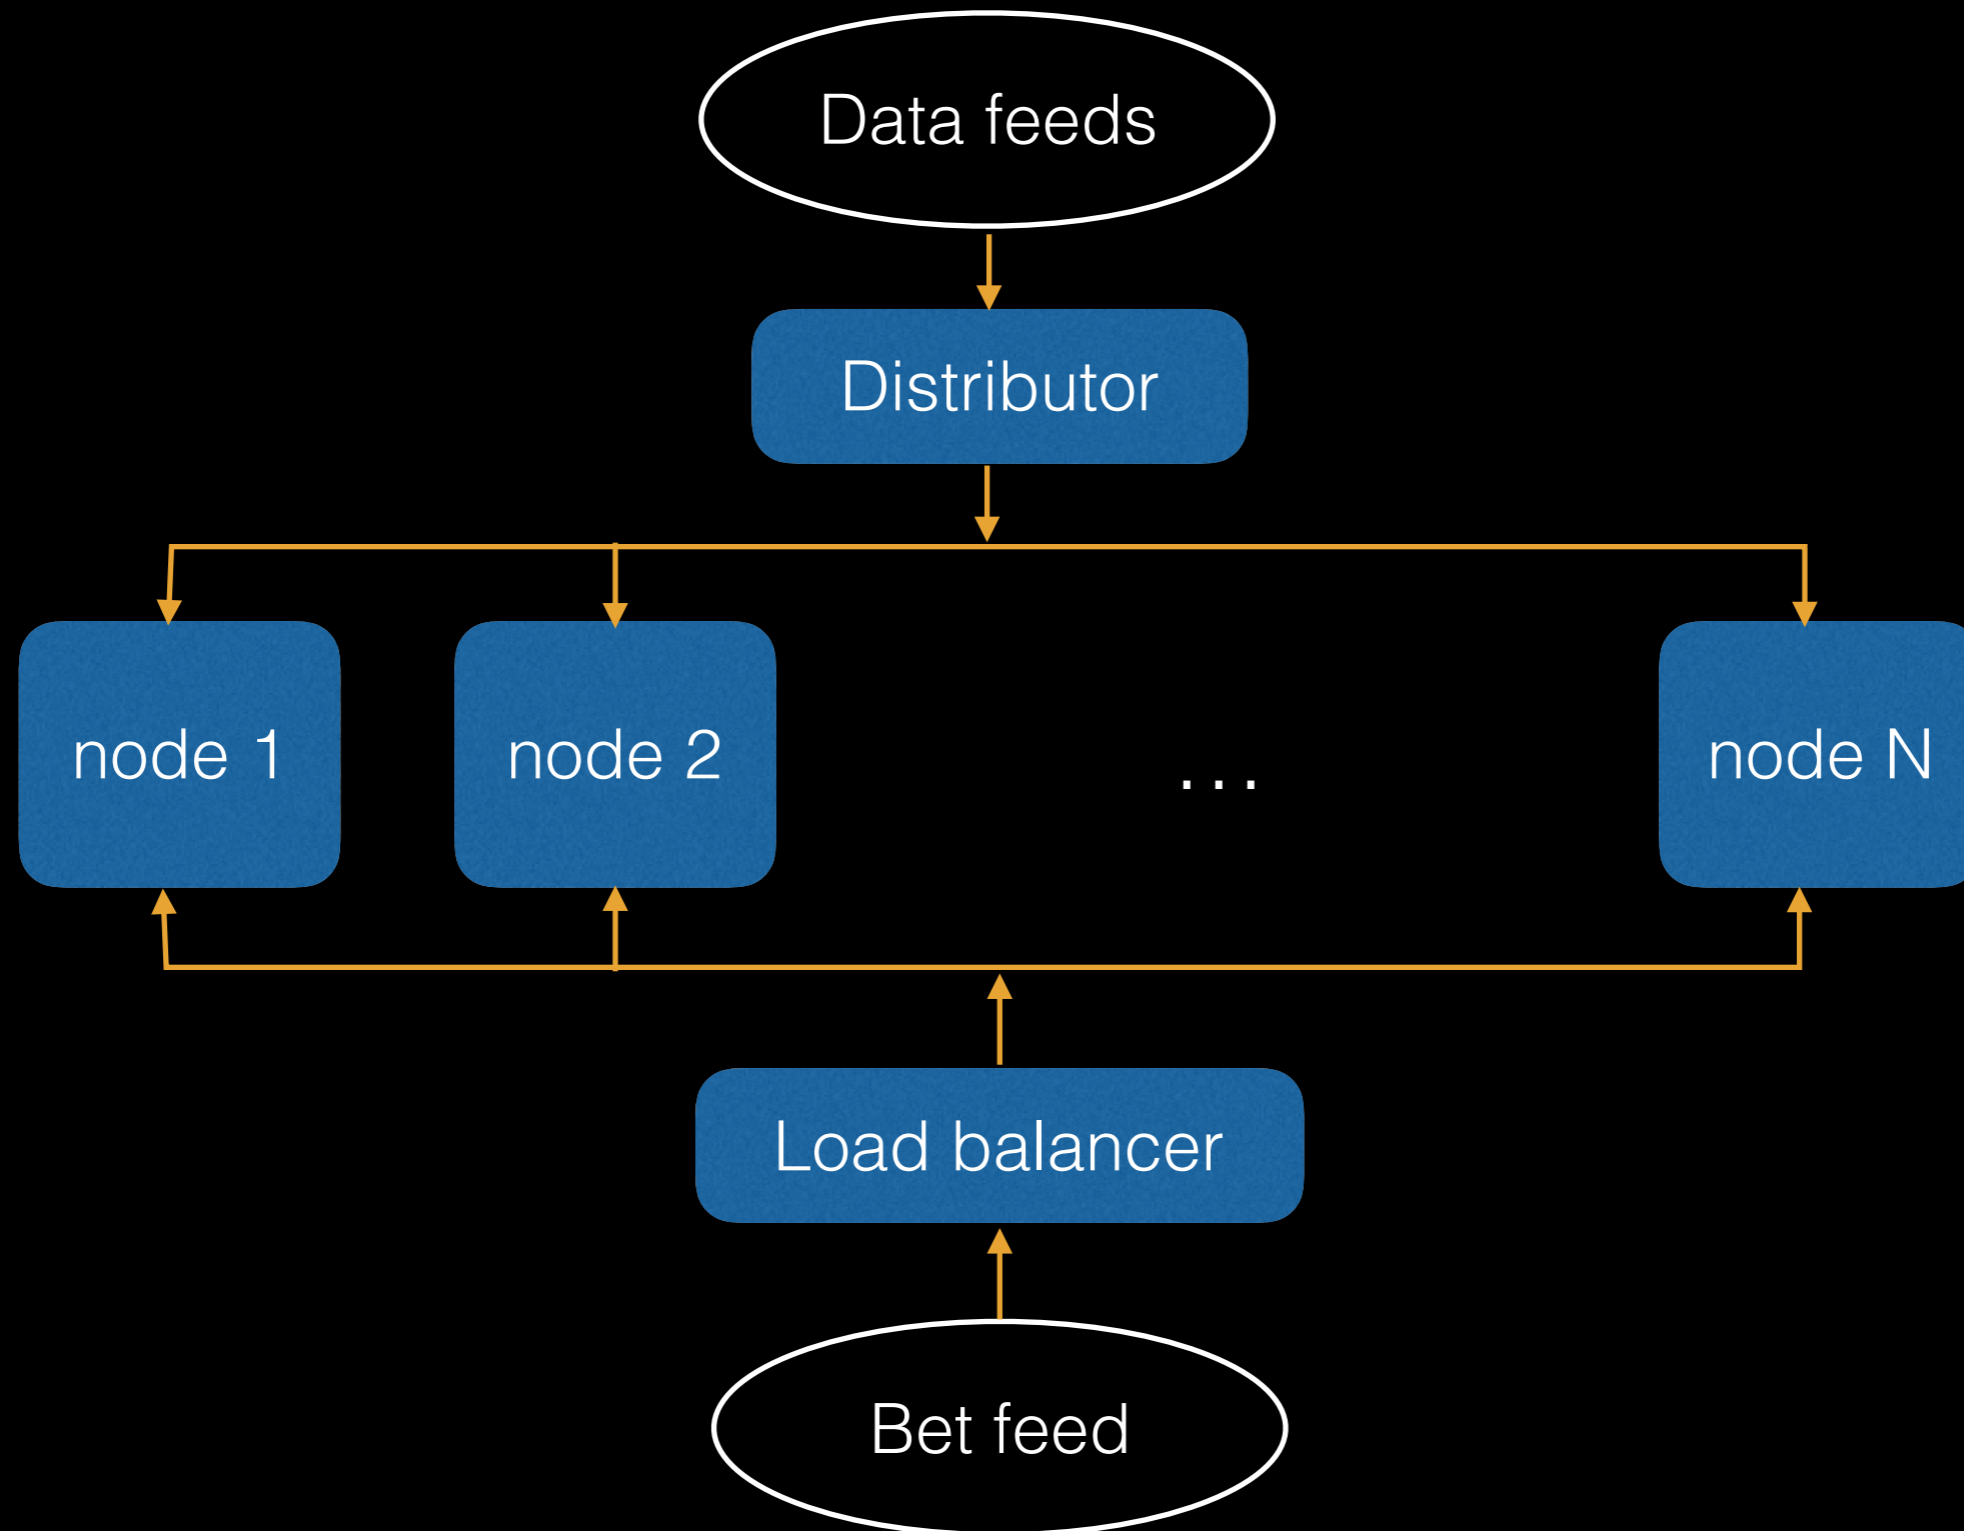 Data feeds
Distributor
node 1
node 2
...
node N
Load balancer
Bet feed